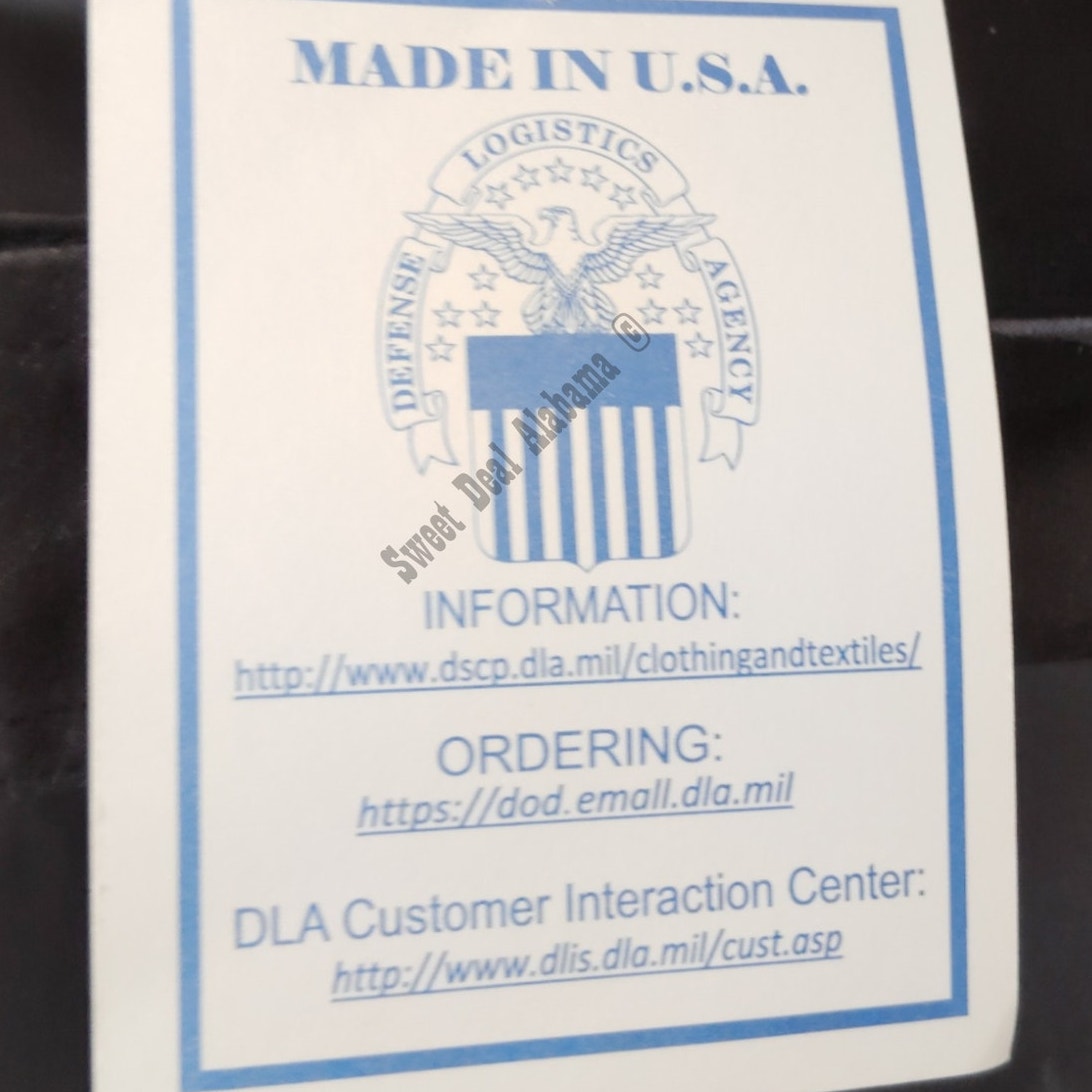 MADE IN U.S.A.
LOGISTICS
DEFENSE
AGENCY
Sweet Deal Alabama ©
INFORMATION:
http://www.dscp.dla.mil/clothingandtextiles/
ORDERING:
https://dod.emall.dla.mil
DLA Customer Interaction Center:
http://www.dlis.dla.mil/cust.asp